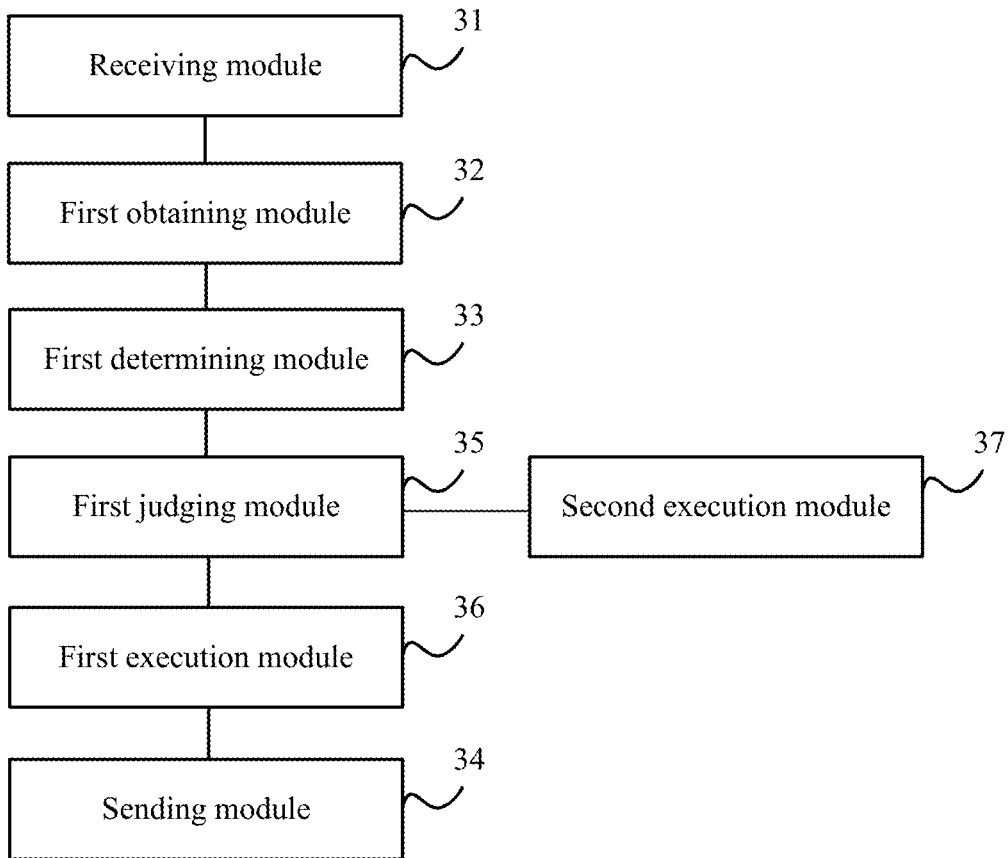 31
Receiving module
32
First obtaining module
33
First determining module
35
First judging module
37
Second execution module
36
First execution module
34
Sending module